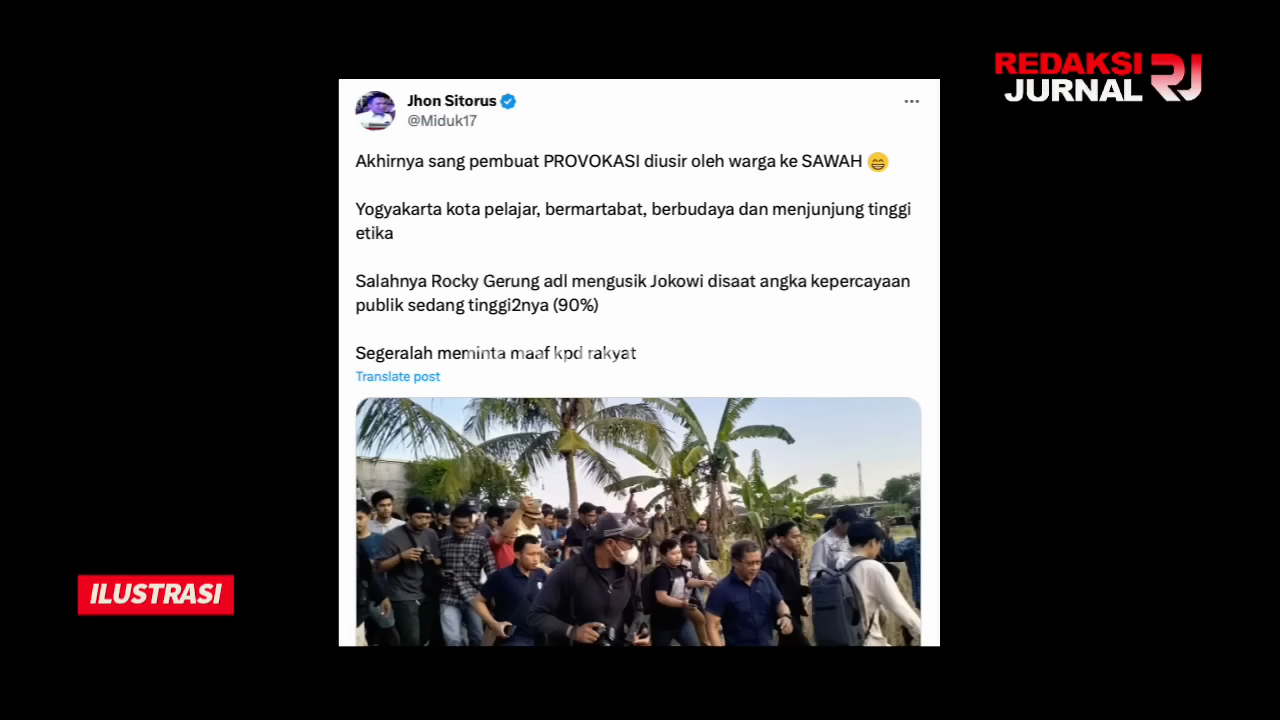 REDAKSI
JURNAL RJ
Jhon Sitorus
@Miduk17
Akhirnya sang pembuat PROVOKASI diusir oleh warga ke SAWAH 😁
Yogyakarta kota pelajar, bermartabat, berbudaya dan menjunjung tinggi
etika
Salahnya Rocky Gerung adl mengusik Jokowi disaat angka kepercayaan
publik sedang tinggi2nya (90%)
Segeralah meminta maaf kpd rakyat
Translate post
ILUSTRASI